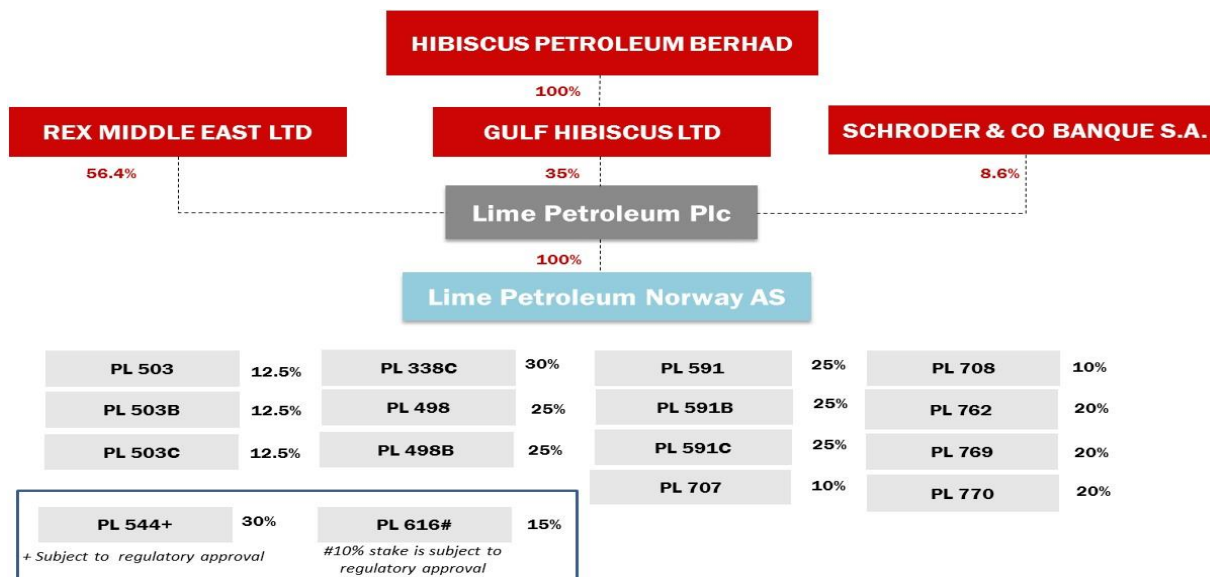 HIBISCUS PETROLEUM BERHAD
100%
REX MIDDLE EAST LTD
GULF HIBISCUS LTD
SCHRODER & CO BANQUE S.A.
56.4%
35%
8.6%
Lime Petroleum Plc
100%
Lime Petroleum Norway AS
PL 503 12.5%
PL 503B 12.5%
PL 503C 12.5%
PL 338C 30%
PL 498 25%
PL 498B 25%
PL 591 25%
PL 591B 25%
PL 591C 25%
PL 707 10%
PL 708 10%
PL 762 20%
PL 769 20%
PL 770 20%
PL 544+ 30%
+ Subject to regulatory approval
PL 616# 15%
#10% stake is subject to
regulatory approval